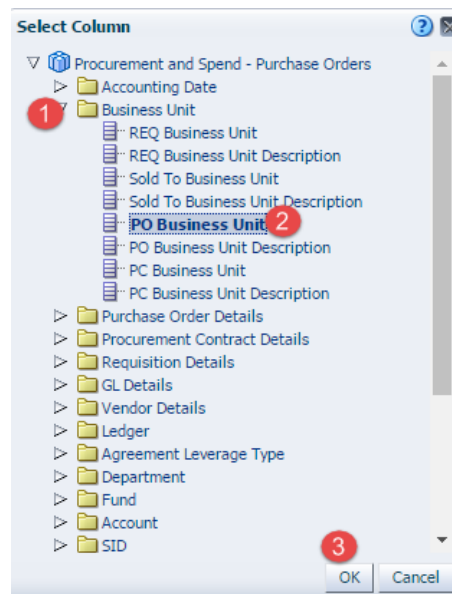 Select Column
Procurement and Spend - Purchase Orders
Accounting Date
1 Business Unit
REQ Business Unit
REQ Business Unit Description
Sold To Business Unit
Sold To Business Unit Description
PO Business Unit 2
PO Business Unit Description
PC Business Unit
PC Business Unit Description
Purchase Order Details
Procurement Contract Details
Requisition Details
GL Details
Vendor Details
Ledger
Agreement Leverage Type
Department
Fund
Account
SID
3
OK Cancel